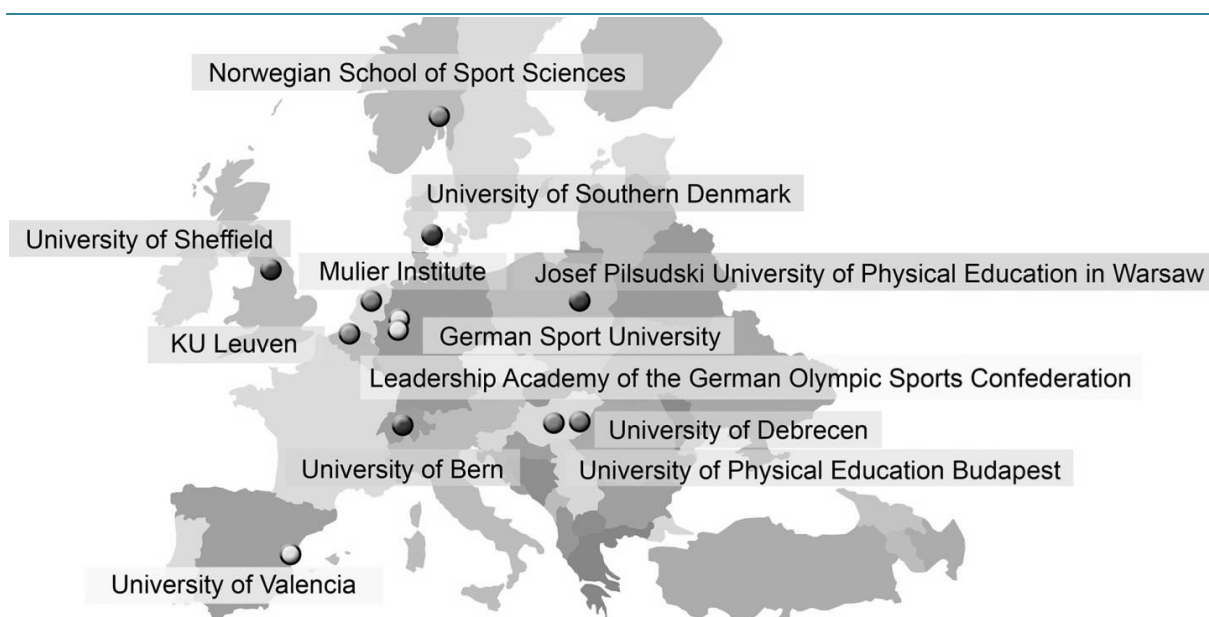 Norwegian School of Sport Sciences
University of Southern Denmark
University of Sheffield
Mulier Institute
Josef Pilsudski University of Physical Education in Warsaw
KU Leuven
German Sport University
Leadership Academy of the German Olympic Sports Confederation
University of Debrecen
University of Bern
University of Physical Education Budapest
University of Valencia